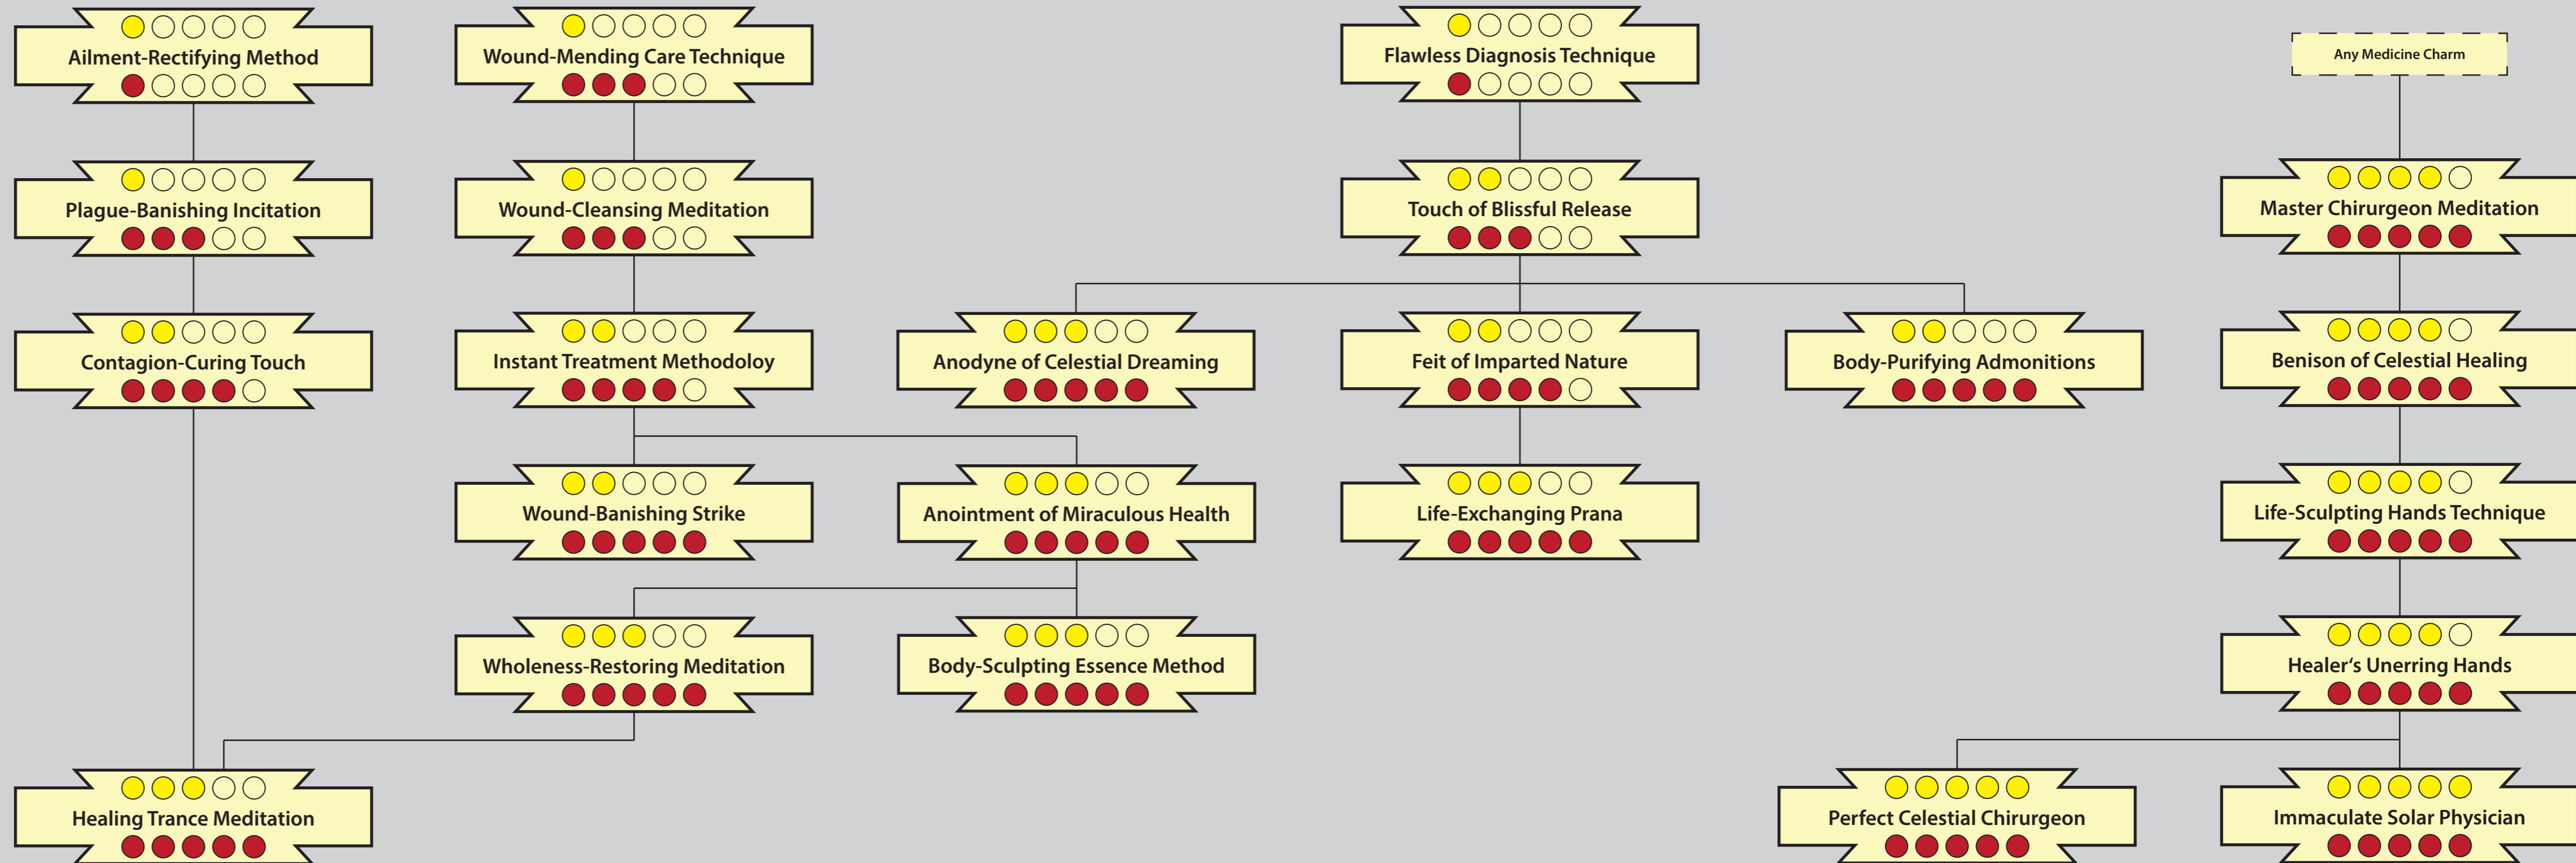 Ailment-Rectifying Method
Wound-Mending Care Technique
Flawless Diagnosis Technique
Any Medicine Charm
Plague-Banishing Incitation
Wound-Cleansing Meditation
Touch of Blissful Release
Master Chirurgeon Meditation
Contagion-Curing Touch
Instant Treatment Methodoloy
Anodyne of Celestial Dreaming
Feit of Imparted Nature
Body-Purifying Admonitions
Benison of Celestial Healing
Wound-Banishing Strike
Anointment of Miraculous Health
Life-Exchanging Prana
Life-Sculpting Hands Technique
Wholeness-Restoring Meditation
Body-Sculpting Essence Method
Healer‘s Unerring Hands
Healing Trance Meditation
Perfect Celestial Chirurgeon
Immaculate Solar Physician